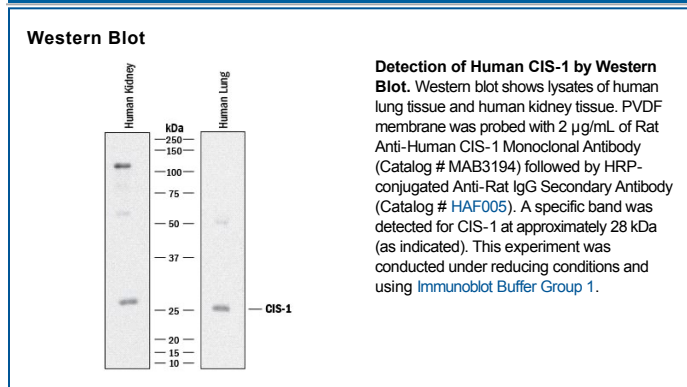 Western Blot
Human Kidney
Human Lung
kDa
250
150
100
75
50
37
25
20
15
10
CIS-1
Detection of Human CIS-1 by Western
Blot. Western blot shows lysates of human
lung tissue and human kidney tissue. PVDF
membrane was probed with 2 µg/mL of Rat
Anti-Human CIS-1 Monoclonal Antibody
(Catalog # MAB3194) followed by HRP-
conjugated Anti-Rat IgG Secondary Antibody
(Catalog # HAF005). A specific band was
detected for CIS-1 at approximately 28 kDa
(as indicated). This experiment was
conducted under reducing conditions and
using Immunoblot Buffer Group 1.